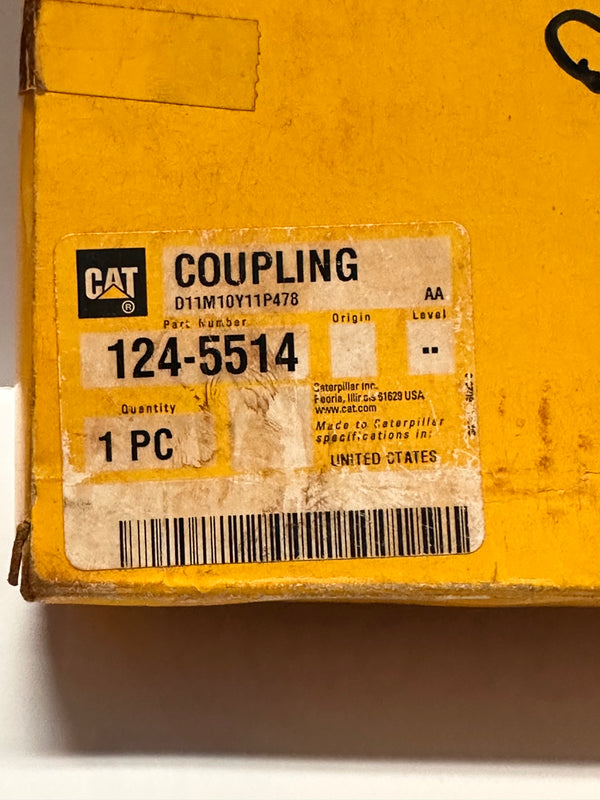 CAT
®
COUPLING
D11M10Y11P478
AA
Part Number
Origin
Level
124-5514
--
Quantity
1 PC
Caterpillar Inc.
Peoria, Illinois 61629 USA
www.cat.com
Made to Caterpillar
specifications in:
UNITED STATES